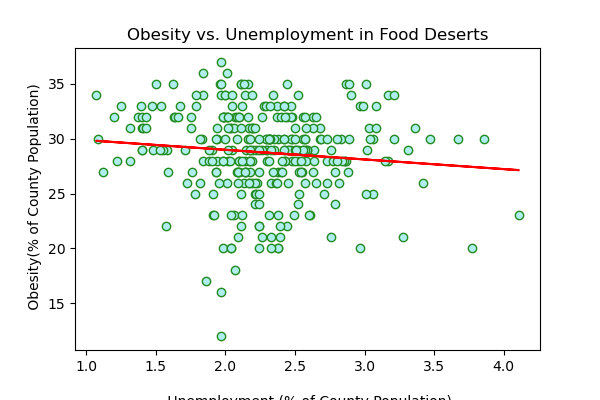 Obesity vs. Unemployment in Food Deserts
Obesity(% of County Population)
35
30
25
20
15
1.0 1.5 2.0 2.5 3.0 3.5 4.0
Unemployment (% of County Population)